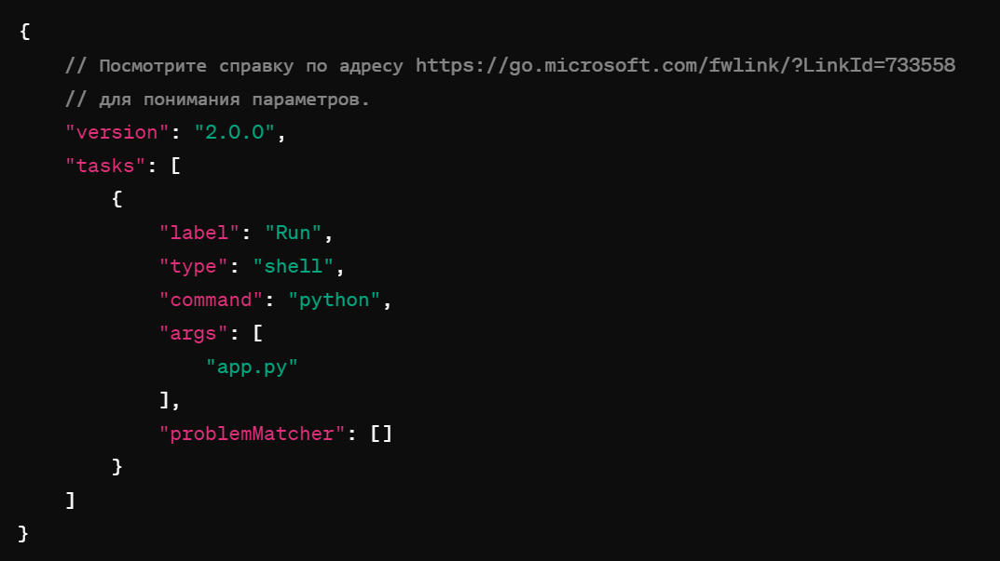 {
    // Посмотрите справку по адресу https://go.microsoft.com/fwlink/?LinkId=733558
    // для понимания параметров.
    "version": "2.0.0",
    "tasks": [
        {
            "label": "Run",
            "type": "shell",
            "command": "python",
            "args": [
                "app.py"
            ],
            "problemMatcher": []
        }
    ]
}